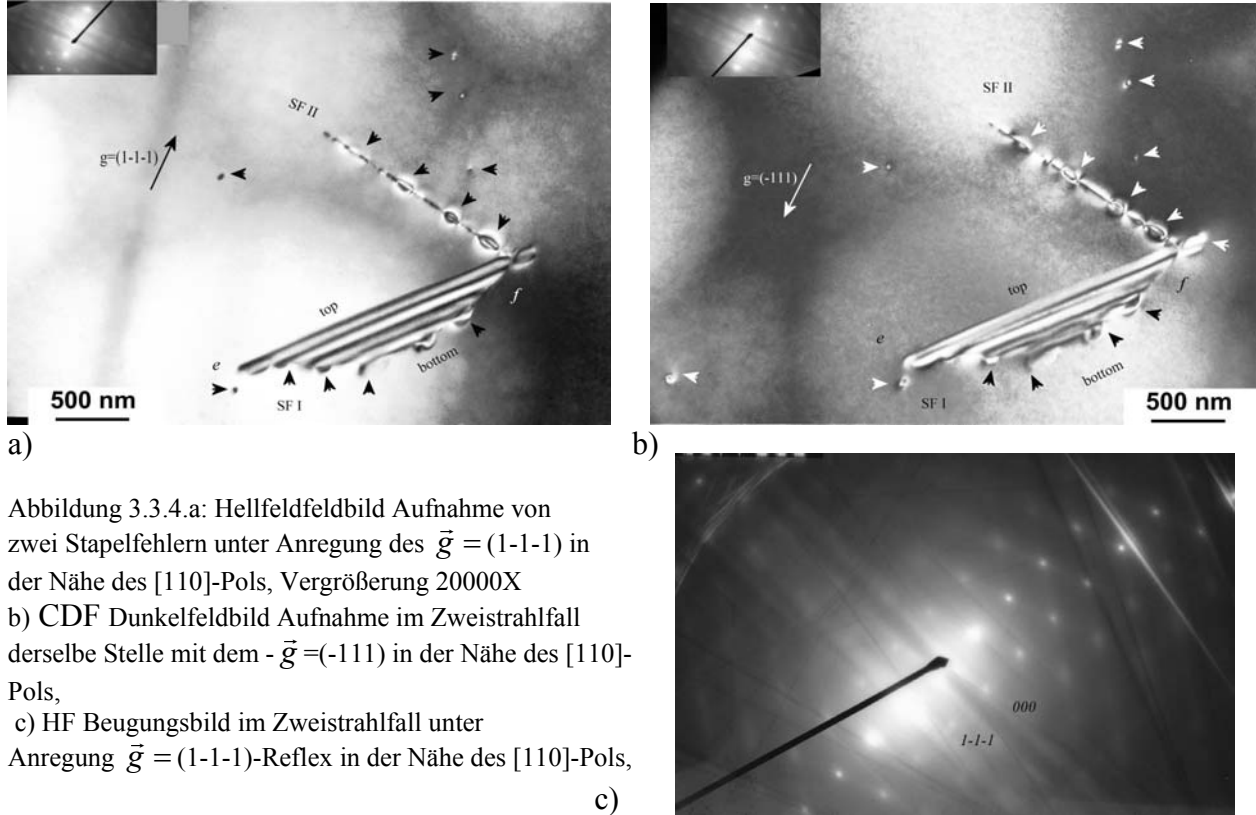 SF II
g=(1-1-1)
top
f
e
bottom
SF I
500 nm
a)
SF II
g=(-111)
top
f
e
bottom
SF I
500 nm
b)
Abbildung 3.3.4.a: Hellfeldfeldbild Aufnahme von
zwei Stapelfehlern unter Anregung des g⃗ = (1-1-1) in
der Nähe des [110]-Pols, Vergrößerung 20000X
b) CDF Dunkelfeldbild Aufnahme im Zweistrahlfall
derselbe Stelle mit dem - g⃗ =(-111) in der Nähe des [110]-
Pols,
c) HF Beugungsbild im Zweistrahlfall unter
Anregung g⃗ = (1-1-1)-Reflex in der Nähe des [110]-Pols,
c)
000
1-1-1